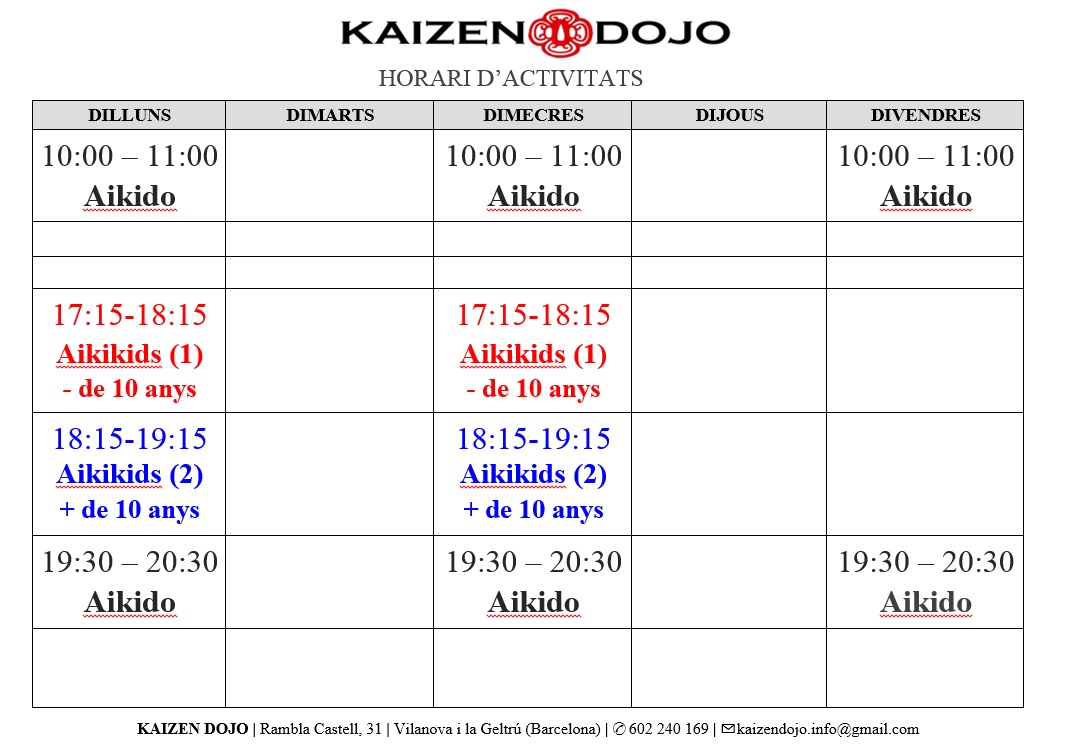 KAIZEN DOJO
HORARI D’ACTIVITATS
DILLUNS DIMARTS DIMECRES DIJOUS DIVENDRES
10:00 – 11:00 10:00 – 11:00 10:00 – 11:00
Aikido Aikido Aikido
17:15-18:15 17:15-18:15
Aikikids (1) Aikikids (1)
- de 10 anys - de 10 anys
18:15-19:15 18:15-19:15
Aikikids (2) Aikikids (2)
+ de 10 anys + de 10 anys
19:30 – 20:30 19:30 – 20:30 19:30 – 20:30
Aikido Aikido Aikido
KAIZEN DOJO | Rambla Castell, 31 | Vilanova i la Geltrú (Barcelona) | ✆ 602 240 169 | ✉kaizendojo.info@gmail.com